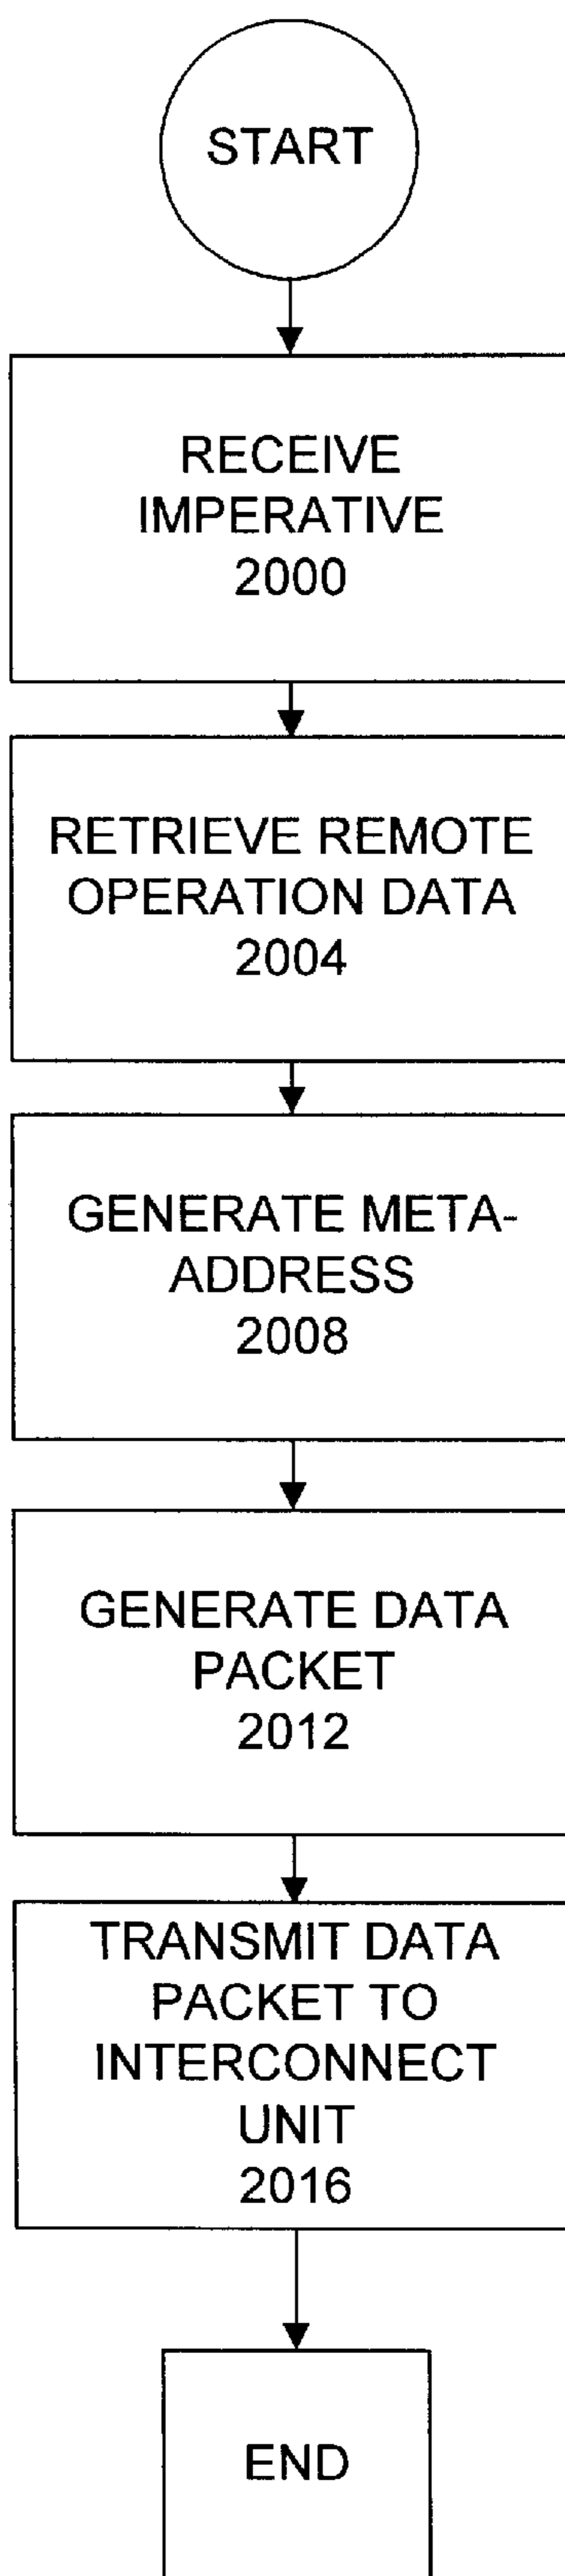 START
RECEIVE
IMPERATIVE
2000
RETRIEVE REMOTE
OPERATION DATA
2004
GENERATE META-
ADDRESS
2008
GENERATE DATA
PACKET
2012
TRANSMIT DATA
PACKET TO
INTERCONNECT
UNIT
2016
END